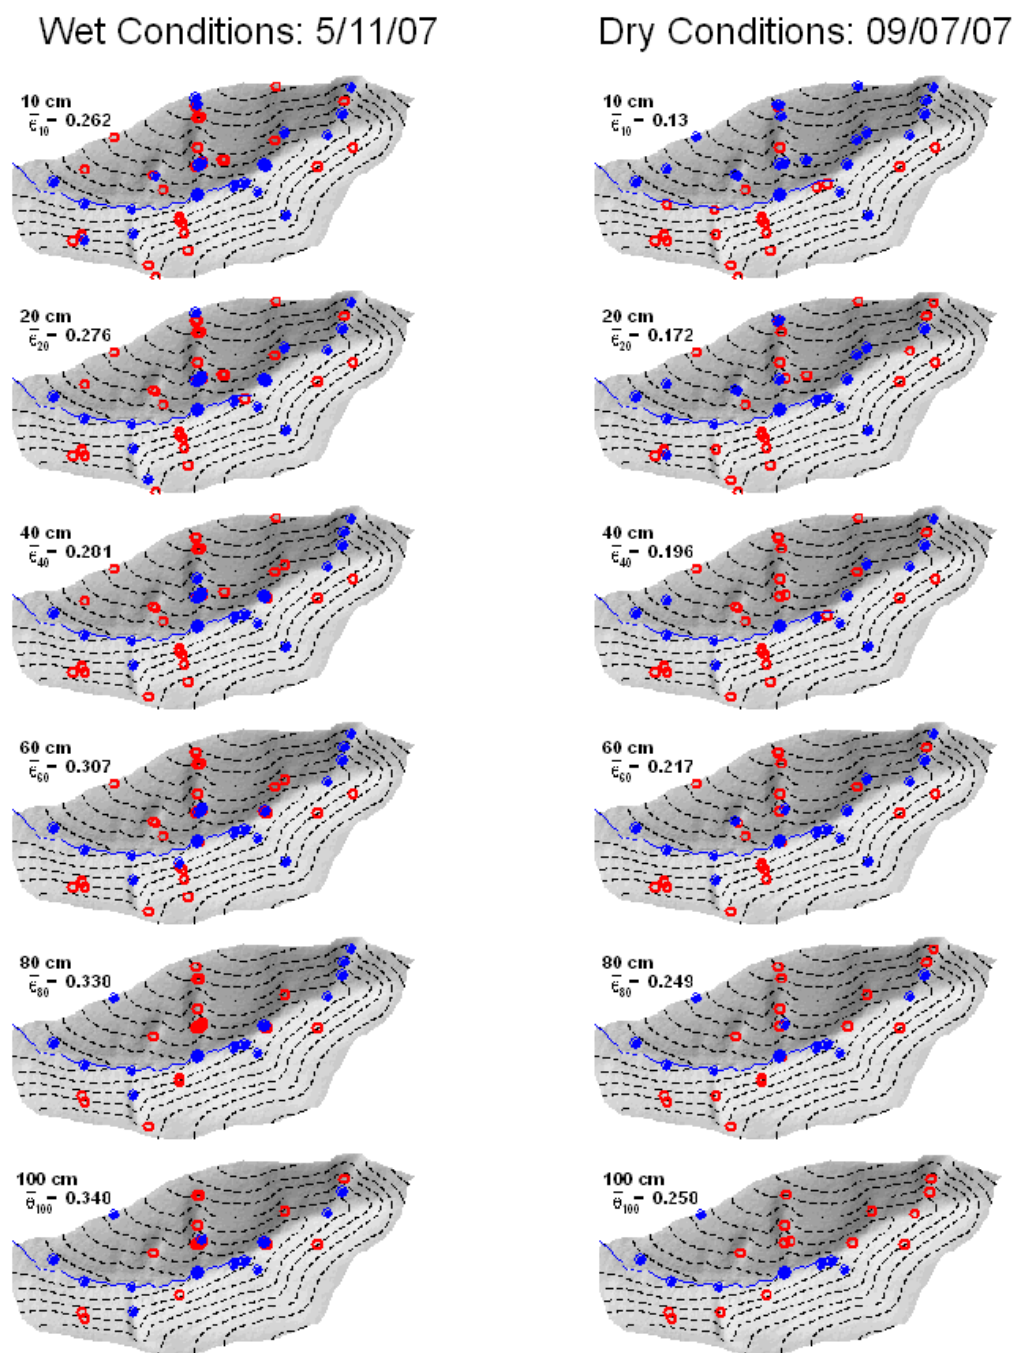 Wet Conditions: 5/11/07
Dry Conditions: 09/07/07
10 cm
θ̅10 - 0.262
10 cm
θ̅10 - 0.13
20 cm
θ̅20 - 0.276
20 cm
θ̅20 - 0.172
40 cm
θ̅40 - 0.281
40 cm
θ̅40 - 0.196
60 cm
θ̅60 - 0.307
60 cm
θ̅60 - 0.217
80 cm
θ̅80 - 0.338
80 cm
θ̅80 - 0.249
100 cm
θ̅100 - 0.340
100 cm
θ̅100 - 0.250